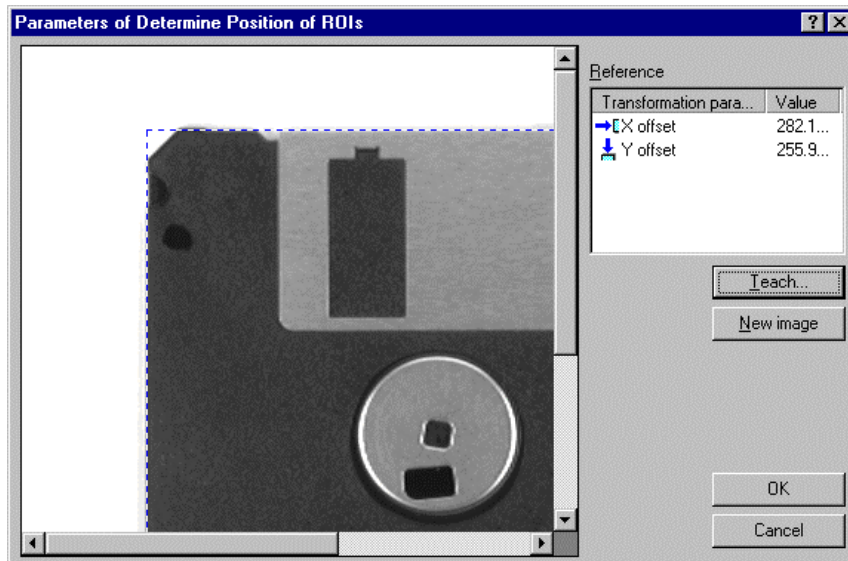 Parameters of Determine Position of ROIs
Reference
Transformation para... Value
X offset 282.1...
Y offset 255.9...
Teach...
New image
OK
Cancel